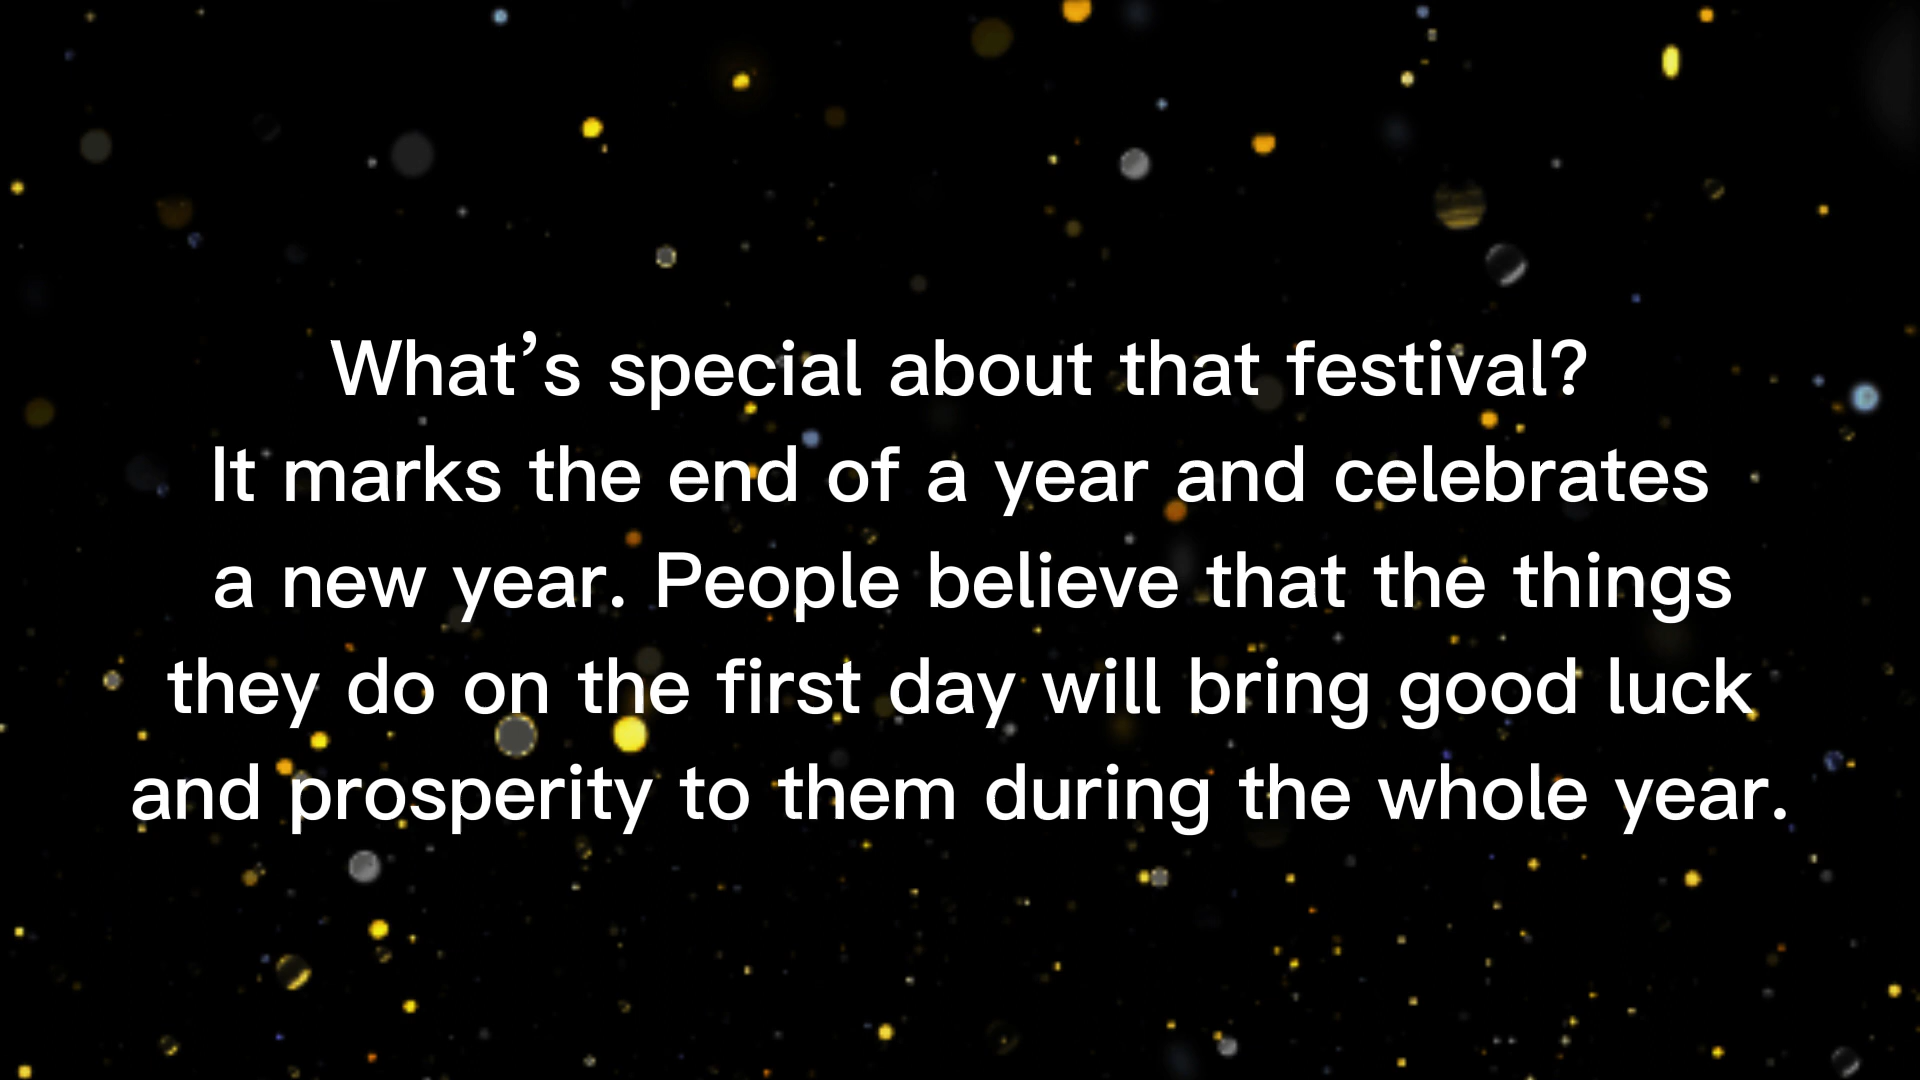 What’s special about that festival?
It marks the end of a year and celebrates
a new year. People believe that the things
they do on the first day will bring good luck
and prosperity to them during the whole year.